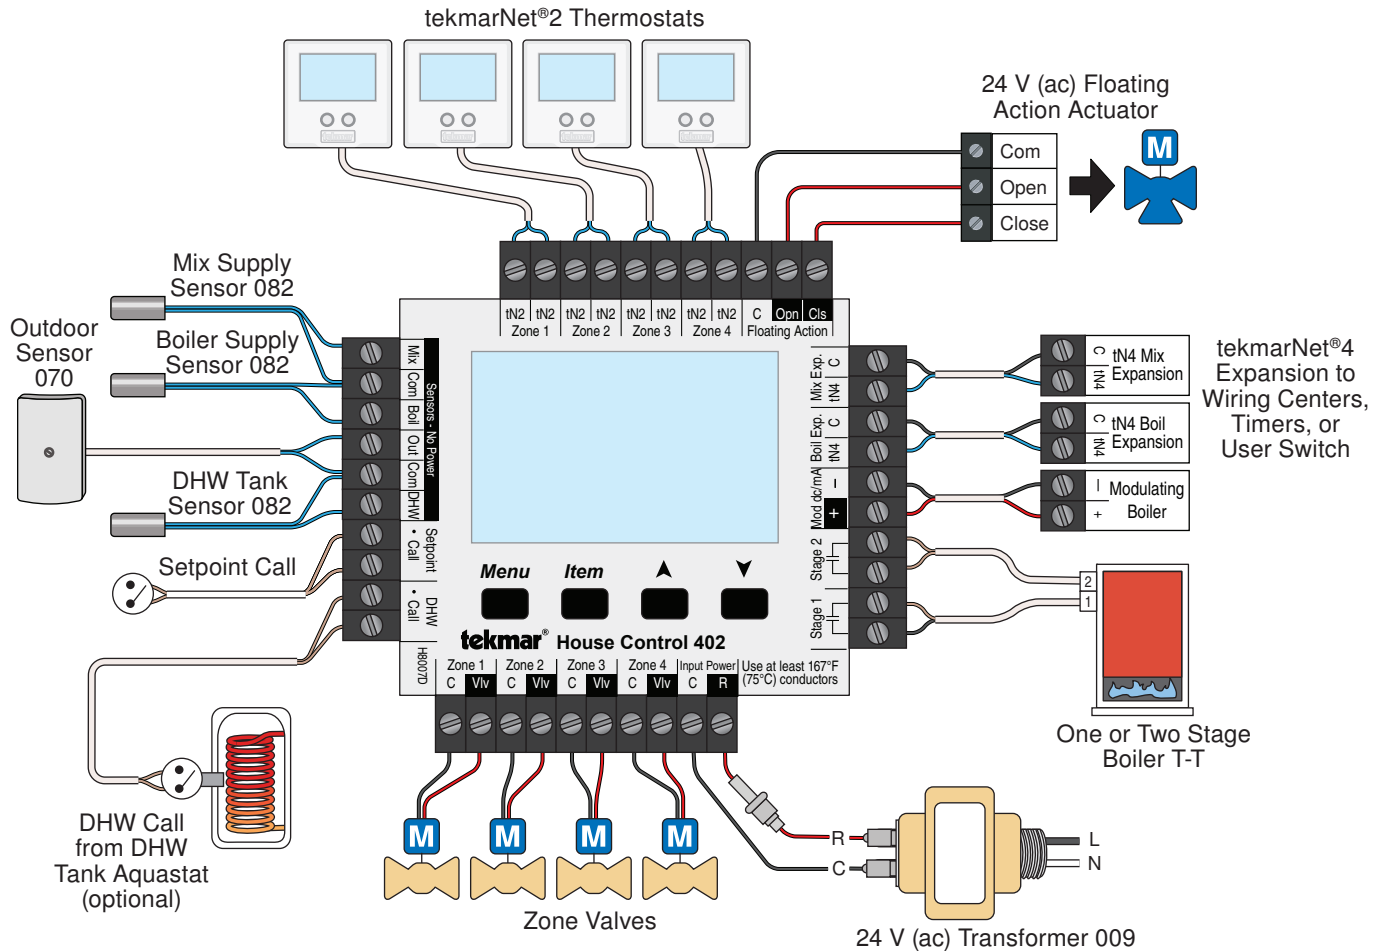 tekmarNet®2 Thermostats
tekmar
tekmar
tekmar
tekmar
24 V (ac) Floating
Action Actuator
Com
Open
Close
M
Mix Supply
Sensor 082
Boiler Supply
Sensor 082
Outdoor
Sensor
070
DHW Tank
Sensor 082
Setpoint Call
DHW Call
from DHW
Tank Aquastat
(optional)
tN2 tN2 tN2 tN2 tN2 tN2 tN2 tN2 C Opn Cls
Zone 1 Zone 2 Zone 3 Zone 4 Floating Action
Mix
Com
Boil
Out
Com
DHW
Sensors - No Power
Setpoint
• Call
DHW
• Call
H8007D
Mix Exp.
C
tN4
Boil Exp.
C
tN4
Mod dc/mA
–
+
Stage 2
Stage 1
C
tN4
tN4 Mix
Expansion
C
tN4
tN4 Boil
Expansion
–
+
Modulating
Boiler
tekmarNet®4
Expansion to
Wiring Centers,
Timers, or
User Switch
2
1
One or Two Stage
Boiler T-T
Menu Item
tekmar® House Control 402
Zone 1 Zone 2 Zone 3 Zone 4 Input Power
C Vlv C Vlv C Vlv C Vlv C R
Use at least 167°F
(75°C) conductors
M M M M
Zone Valves
R
C
L
N
24 V (ac) Transformer 009